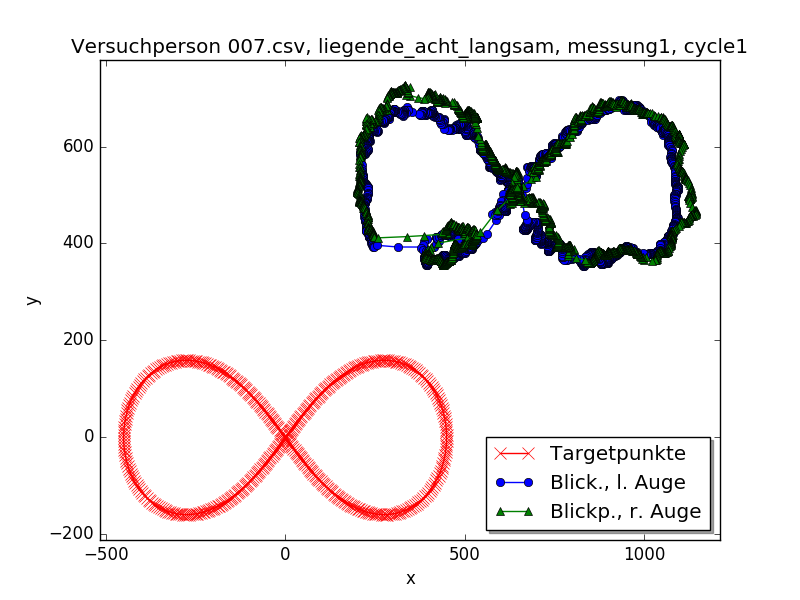 Versuchperson 007.csv, liegende_acht_langsam, messung1, cycle1
y
600
400
200
0
−200
−500
0
500
1000
x
Targetpunkte
Blick., l. Auge
Blickp., r. Auge